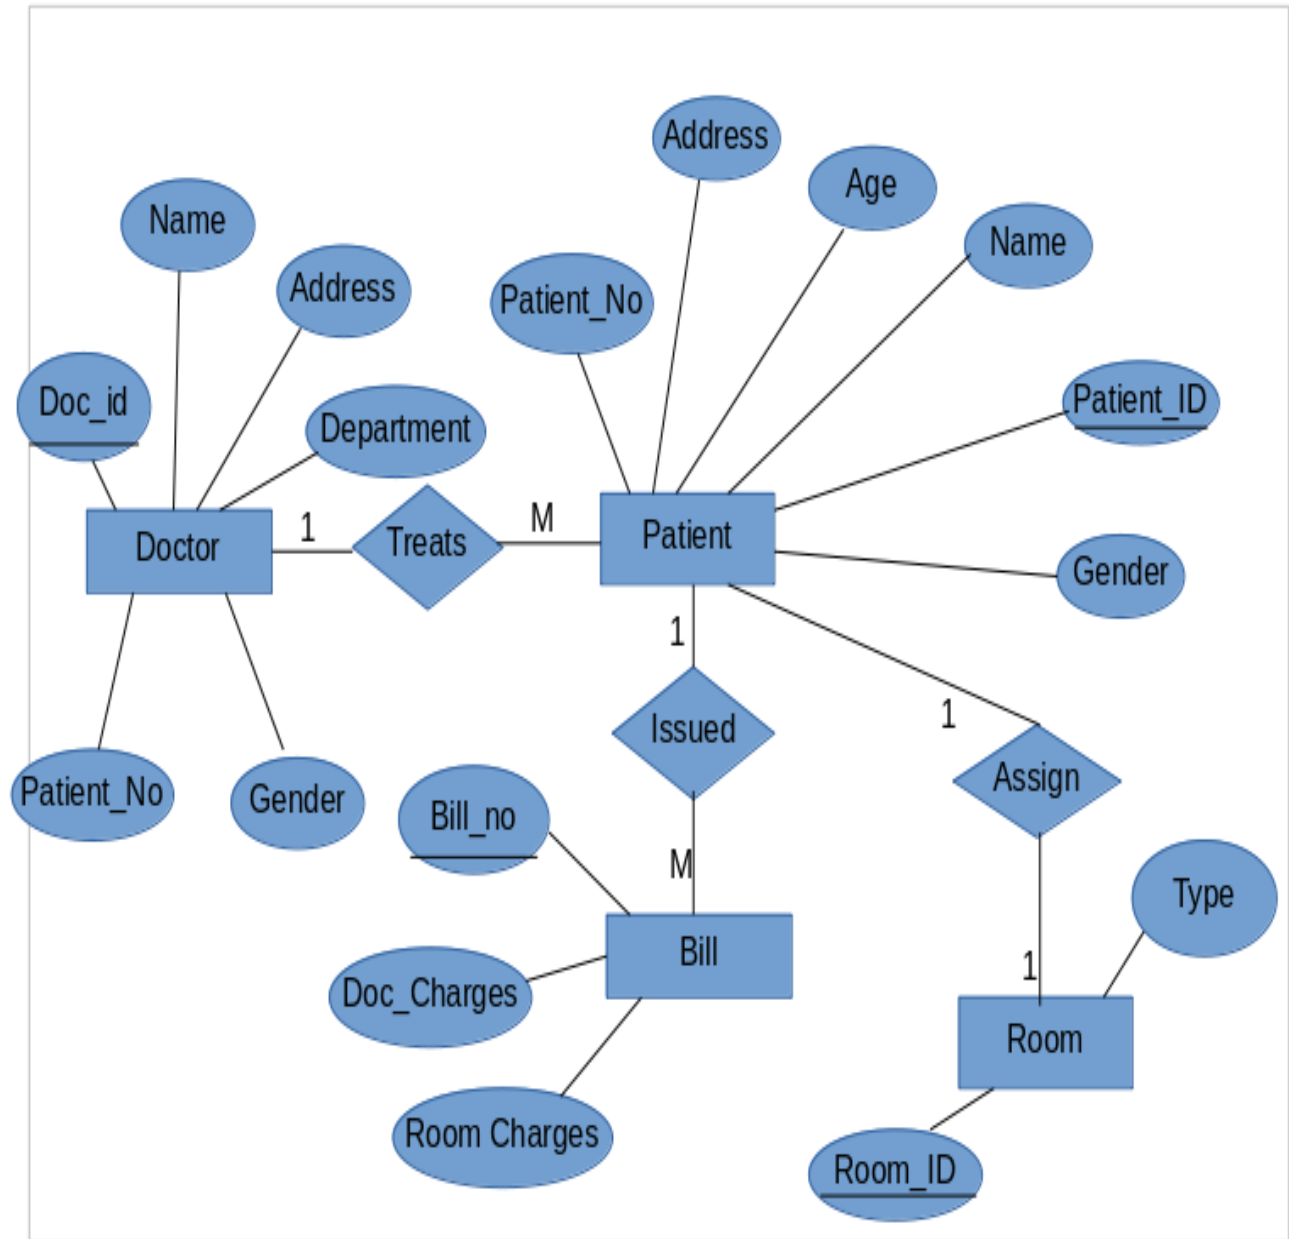 Address
Age
Name
Name
Address
Patient_No
Doc_id
Department
Patient_ID
Doctor
1
Treats
M
Patient
Gender
1
Issued
1
Assign
Patient_No
Gender
Bill_no
M
Type
Bill
1
Doc_Charges
Room
Room Charges
Room_ID